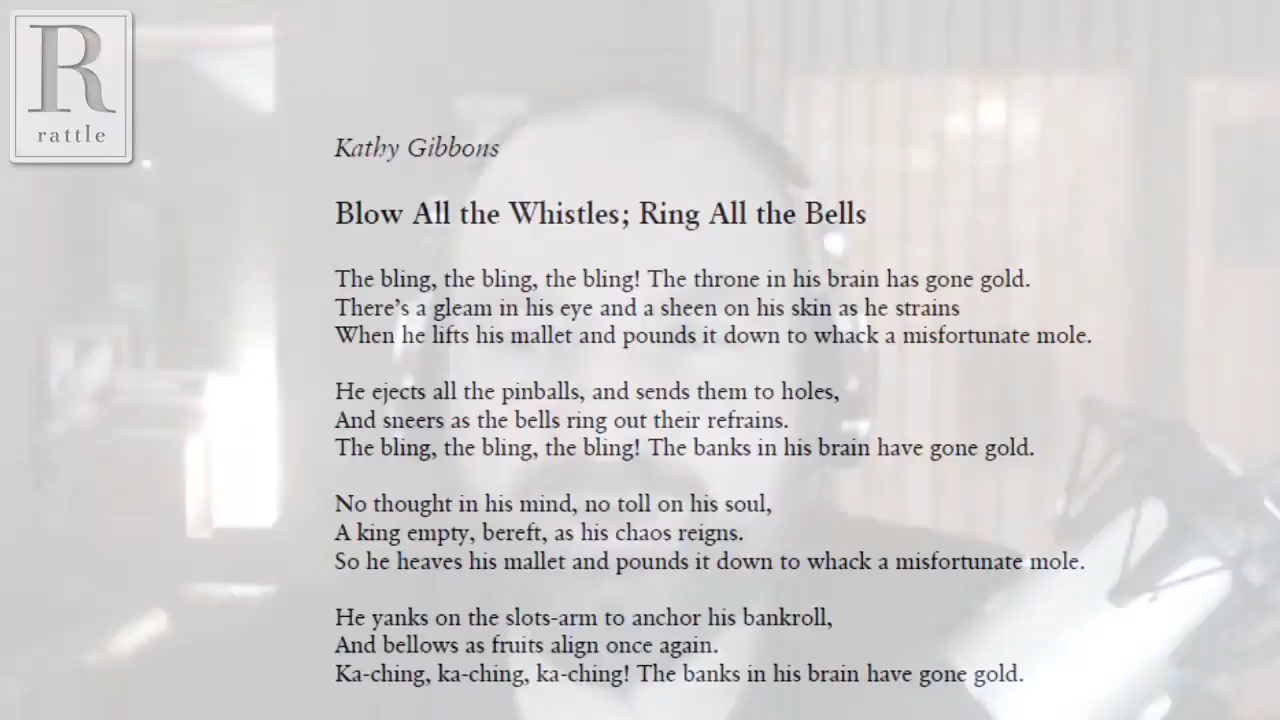 R
rattle
Kathy Gibbons
Blow All the Whistles; Ring All the Bells
The bling, the bling, the bling! The throne in his brain has gone gold.
There's a gleam in his eye and a sheen on his skin as he strains
When he lifts his mallet and pounds it down to whack a misfortunate mole.
He ejects all the pinballs, and sends them to holes,
And sneers as the bells ring out their refrains.
The bling, the bling, the bling! The banks in his brain have gone gold.
No thought in his mind, no toll on his soul,
A king empty, bereft, as his chaos reigns.
So he heaves his mallet and pounds it down to whack a misfortunate mole.
He yanks on the slots-arm to anchor his bankroll,
And bellows as fruits align once again.
Ka-ching, ka-ching, ka-ching! The banks in his brain have gone gold.